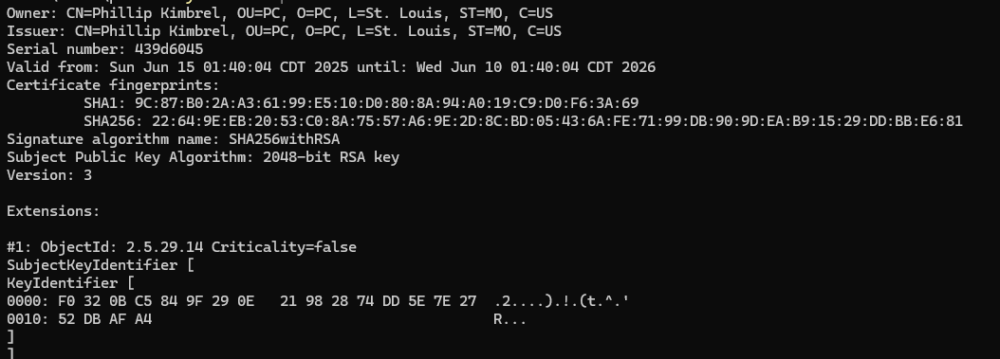 Owner: CN=Phillip Kimbrel, OU=PC, O=PC, L=St. Louis, ST=MO, C=US
Issuer: CN=Phillip Kimbrel, OU=PC, O=PC, L=St. Louis, ST=MO, C=US
Serial number: 439d6045
Valid from: Sun Jun 15 01:40:04 CDT 2025 until: Wed Jun 10 01:40:04 CDT 2026
Certificate fingerprints:
         SHA1: 9C:87:B0:2A:A3:61:99:E5:10:D0:80:8A:94:A0:19:C9:D0:F6:3A:69
         SHA256: 22:64:9E:EB:20:53:C0:8A:75:57:A6:9E:2D:8C:BD:05:43:6A:FE:71:99:DB:90:9D:EA:B9:15:29:DD:BB:E6:81
Signature algorithm name: SHA256withRSA
Subject Public Key Algorithm: 2048-bit RSA key
Version: 3

Extensions:

#1: ObjectId: 2.5.29.14 Criticality=false
SubjectKeyIdentifier [
KeyIdentifier [
0000: F0 32 0B C5 84 9F 29 0E   21 98 28 74 DD 5E 7E 27  .2....).!.(t.^.'
0010: 52 DB AF A4                                        R...
]
]